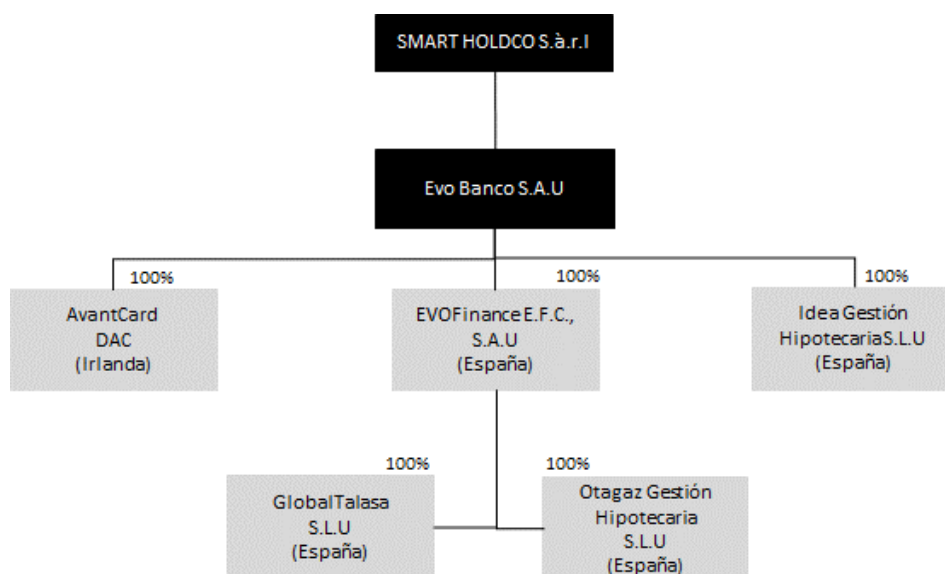 SMART HOLDCO S.à.r.l
Evo Banco S.A.U
100%
100%
100%
AvantCard
DAC
(Irlanda)
EVOFinance E.F.C.,
S.A.U
(España)
Idea Gestión
Hipotecaria S.L.U
(España)
100%
100%
GlobalTalasa
S.L.U
(España)
Otagaz Gestión
Hipotecaria
S.L.U
(España)